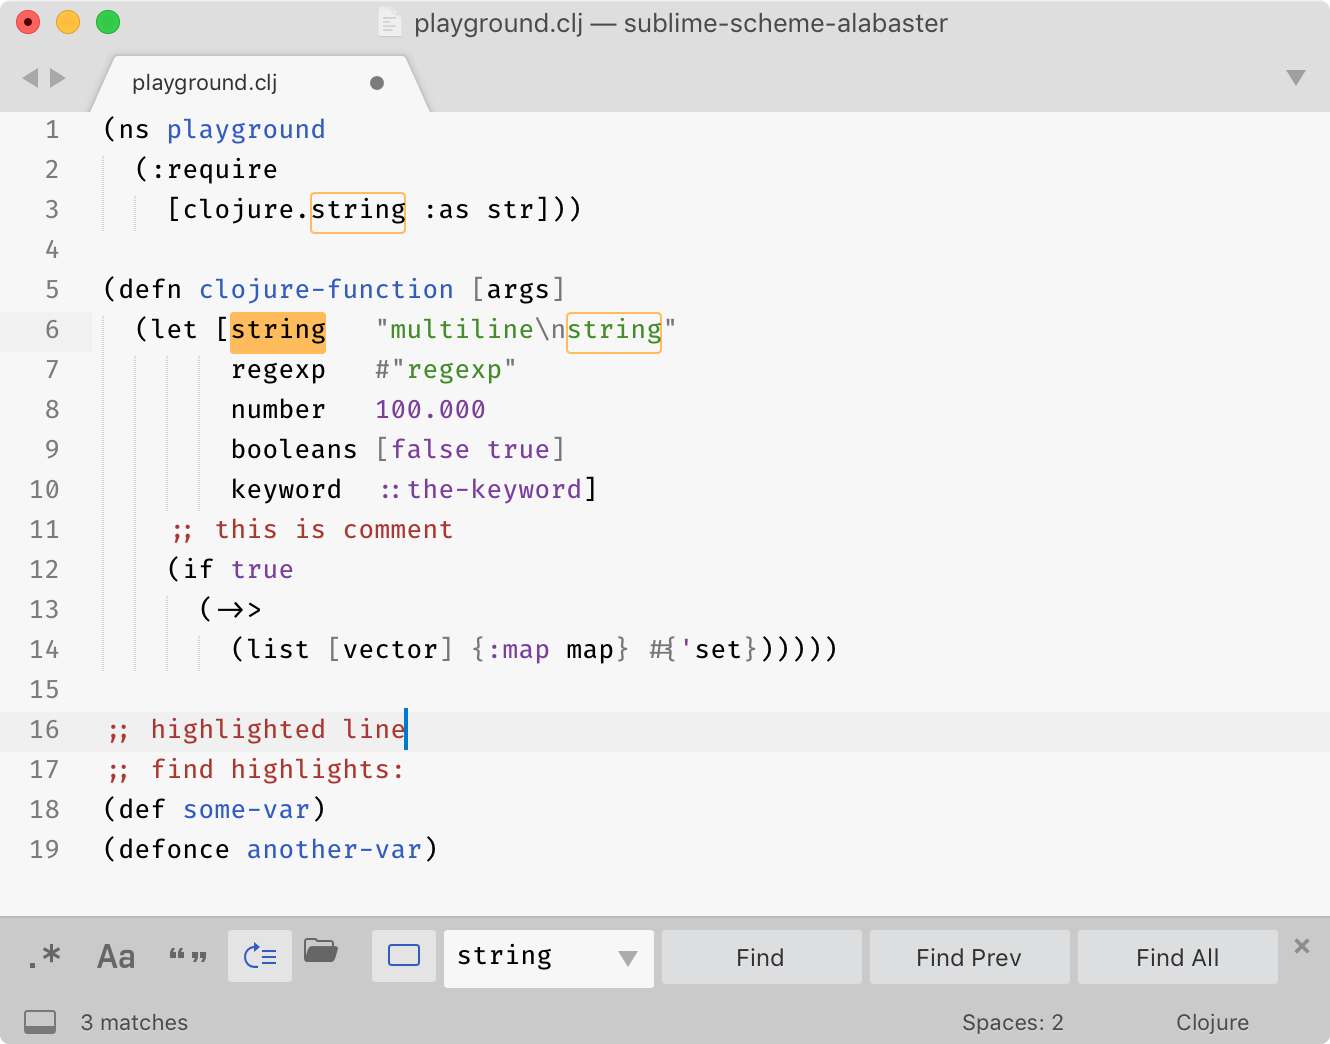 playground.clj — sublime-scheme-alabaster
playground.clj
1 (ns playground
2   (:require
3     [clojure.string :as str]))
4
5 (defn clojure-function [args]
6   (let [string   "multiline\nstring"
7         regexp   #"regexp"
8         number   100.000
9         booleans [false true]
10         keyword  ::the-keyword]
11     ;; this is comment
12     (if true
13       (->>
14         (list [vector] {:map map} #{'set})))))
15
16 ;; highlighted line
17 ;; find highlights:
18 (def some-var)
19 (defonce another-var)
.* Aa “” string Find Find Prev Find All ×
3 matches Spaces: 2 Clojure